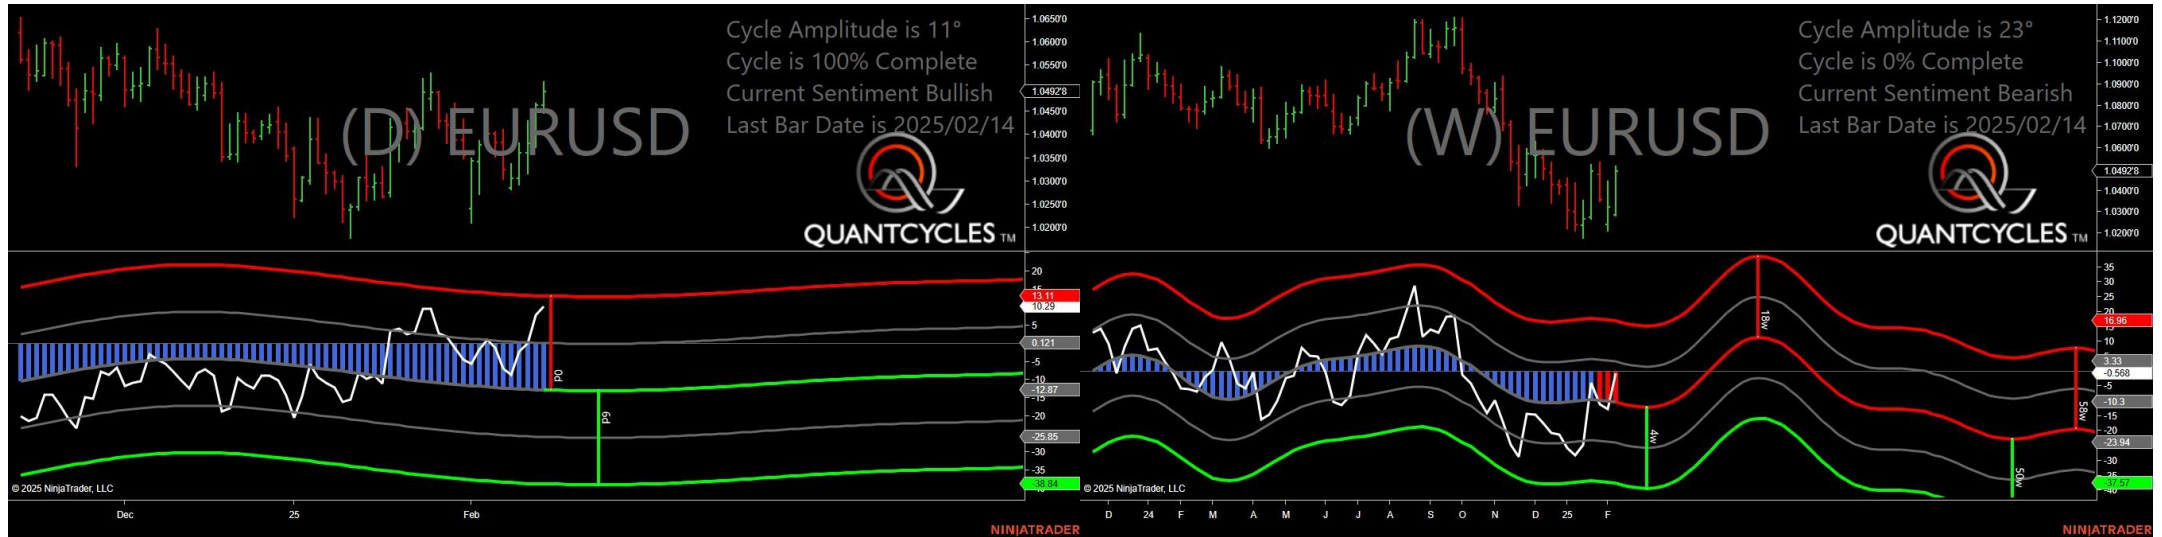 Cycle Amplitude is 11°
Cycle is 100% Complete
Current Sentiment Bullish
Last Bar Date is 2025/02/14
(D) EURUSD
QUANTCYCLES TM
1.0650'0
1.0600'0
1.0550'0
1.0492'8
1.0450'0
1.0400'0
1.0350'0
1.0300'0
1.0250'0
1.0200'0
20
13.11
10.29
5
0.121
-5
-10
-12.87
-15
-20
-25.85
-30
-35
-38.84
0d
6d
© 2025 NinjaTrader, LLC
Dec
25
Feb
NINJATRADER
Cycle Amplitude is 23°
Cycle is 0% Complete
Current Sentiment Bearish
Last Bar Date is 2025/02/14
(W) EURUSD
QUANTCYCLES TM
1.1200'0
1.1100'0
1.1000'0
1.0900'0
1.0800'0
1.0700'0
1.0600'0
1.0492'8
1.0400'0
1.0300'0
1.0200'0
35
30
25
20
16.96
10
3.33
-0.568
-5
-10.3
-15
-20
-23.94
-30
-37.57
18w
4w
50w
58w
© 2025 NinjaTrader, LLC
D 24 F M A M J J A S O N D 25 F
NINJATRADER